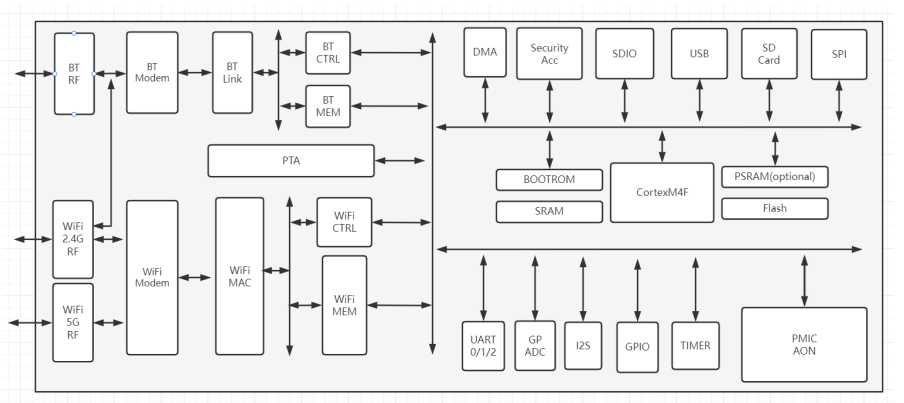 BT
RF
BT
Modem
BT
Link
BT
CTRL
BT
MEM
DMA
Security
Acc
SDIO
USB
SD
Card
SPI
PTA
BOOTROM
SRAM
CortexM4F
PSRAM(optional)
Flash
WiFi
2.4G
RF
WiFi
5G
RF
WiFi
Modem
WiFi
MAC
WiFi
CTRL
WiFi
MEM
UART
0/1/2
GP
ADC
I2S
GPIO
TIMER
PMIC
AON